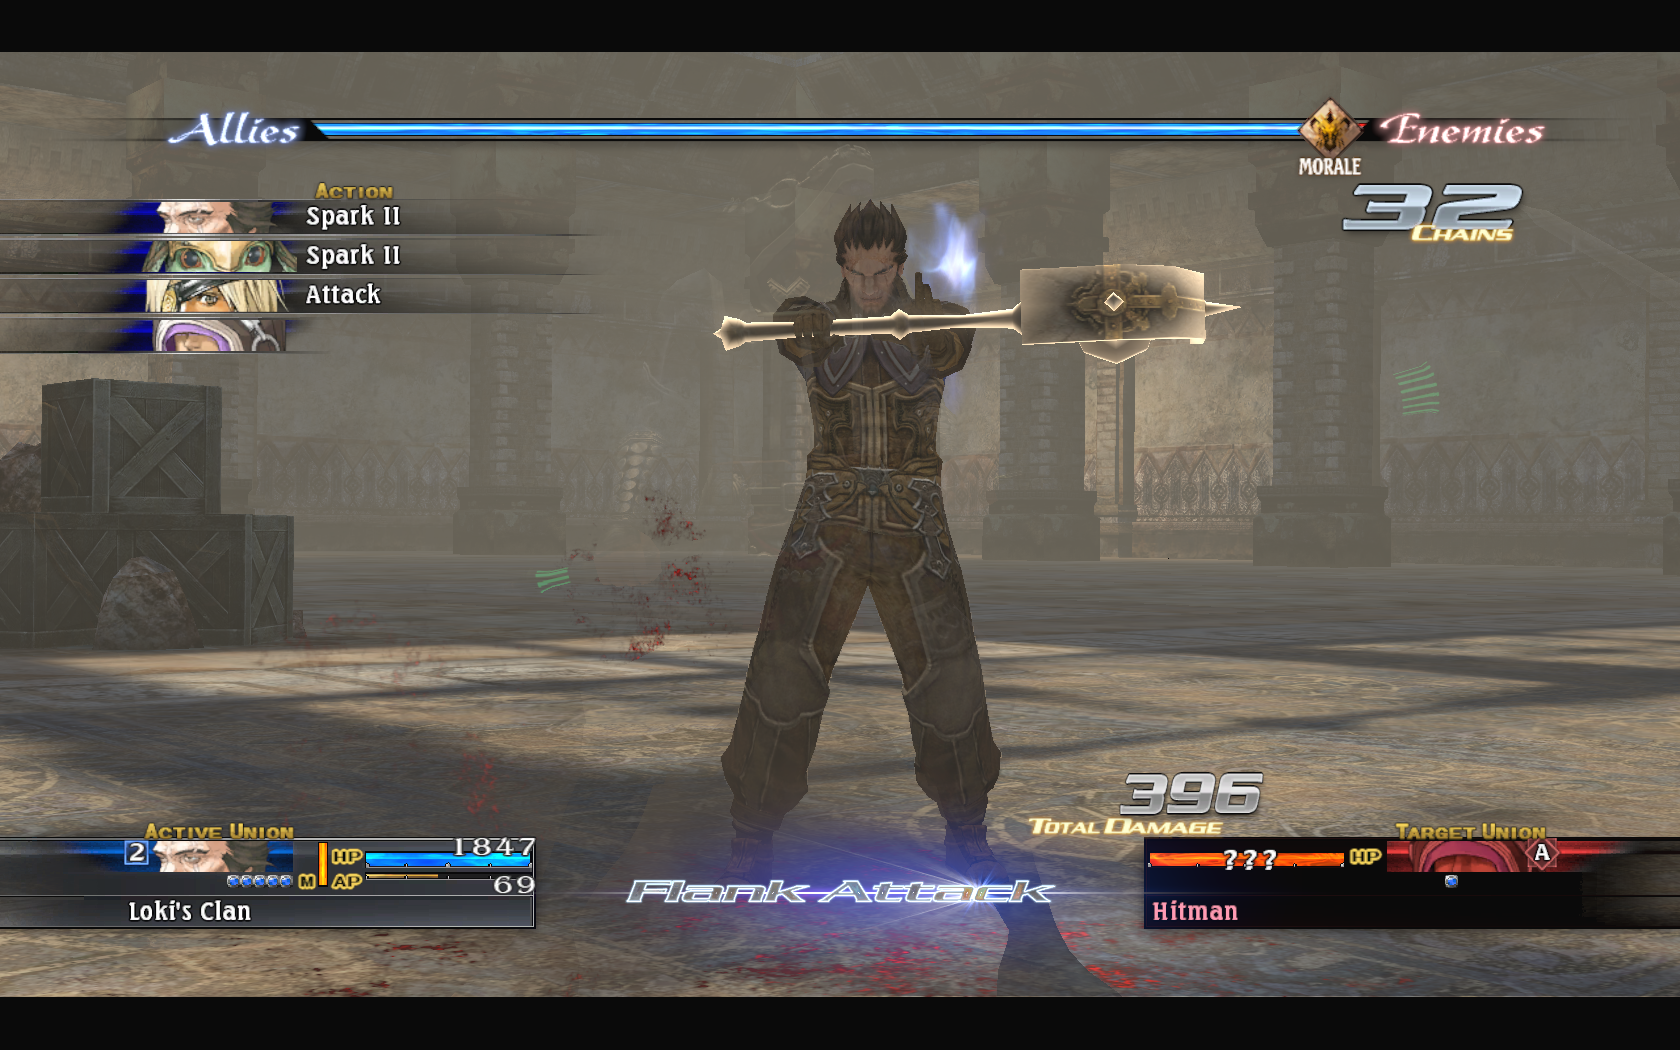 Allies
Enemies
MORALE
32
CHAINS
ACTION
Spark II
Spark II
Attack
396
TOTAL DAMAGE
ACTIVE UNION
2
HP
1847
M
AP
69
Loki's Clan
Flank Attack
TARGET UNION
???
HP
A
Hitman